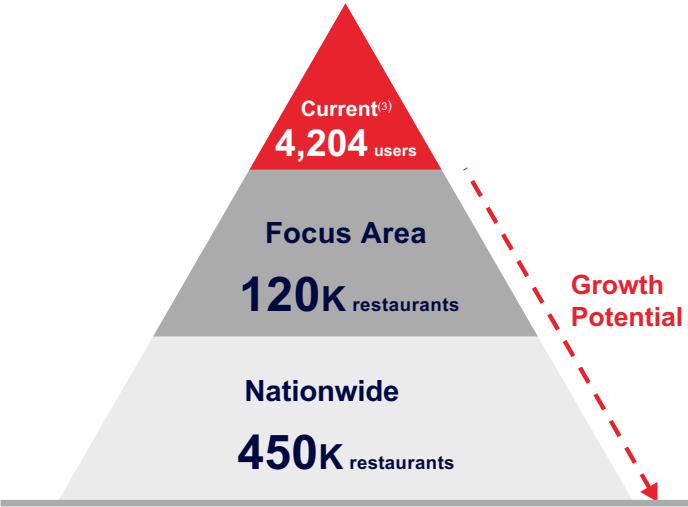 Current(3)
4,204 users
Focus Area
120K restaurants
Growth
Potential
Nationwide
450K restaurants